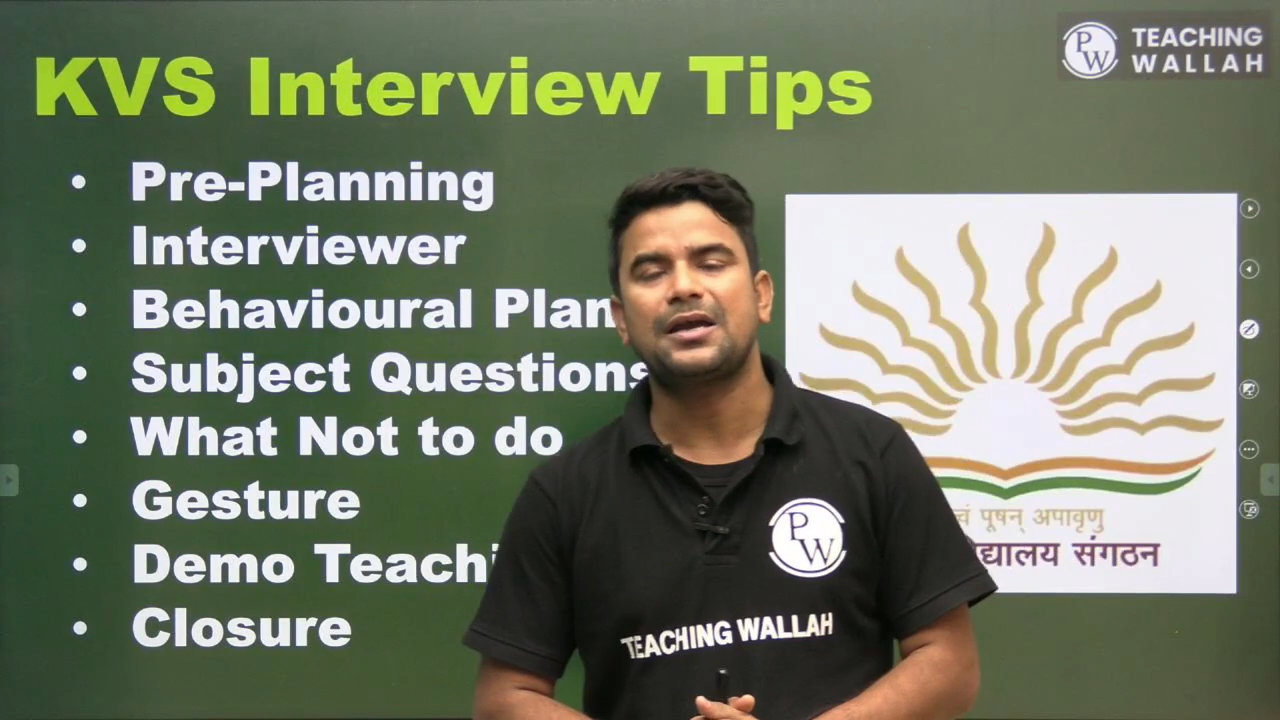 KVS Interview Tips
PW TEACHING
WALLAH
• Pre-Planning
• Interviewer
• Behavioural Plan
• Subject Questions
• What Not to do
• Gesture
• Demo Teachi
• Closure
पूषन् अपावृणु
संगठन
PW
TEACHING WALLAH